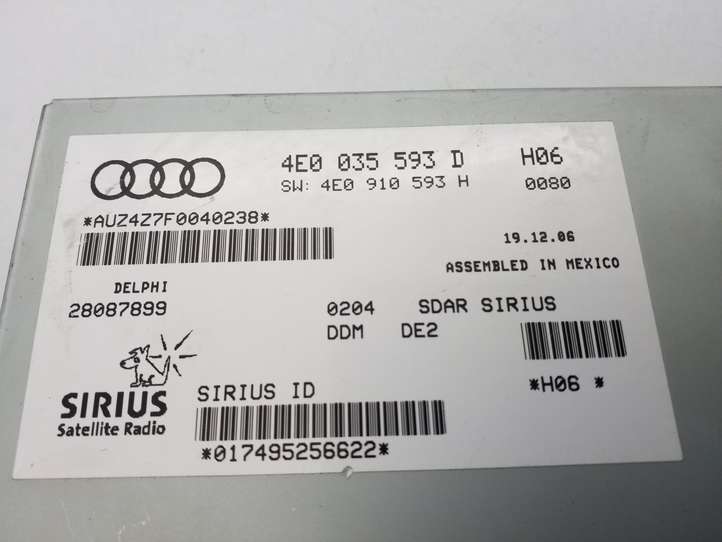 4E0 035 593 D H06
SW: 4E0 910 593 H 0080
*AUZ4Z7F0040238*
19.12.06
ASSEMBLED IN MEXICO
DELPHI
28087899 0204 SDAR SIRIUS
DDM DE2
*H06 *
SIRIUS
Satellite Radio
SIRIUS ID
*017495256622*